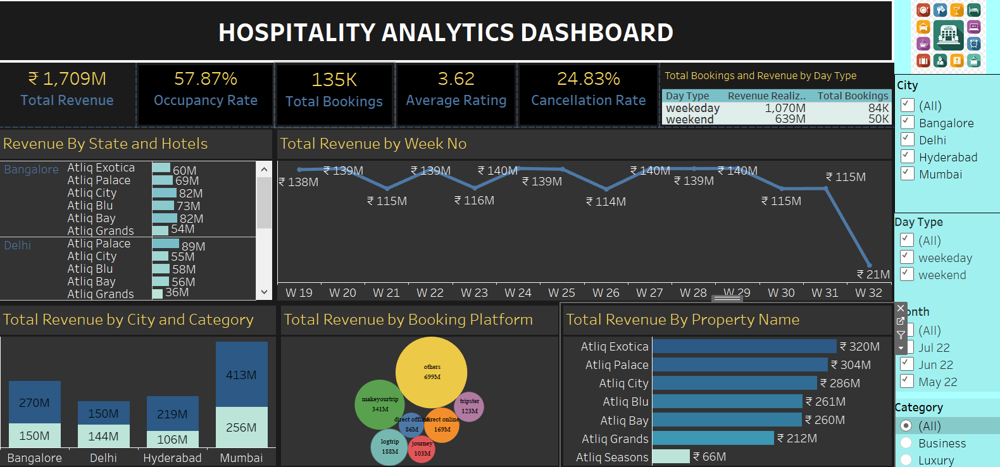 HOSPITALITY ANALYTICS DASHBOARD
HOTEL
₹ 1,709M
Total Revenue
57.87%
Occupancy Rate
135K
Total Bookings
3.62
Average Rating
24.83%
Cancellation Rate
Total Bookings and Revenue by Day Type
Day Type Revenue Realiz.. Total Bookings
weekeday 1,070M 84K
weekend 639M 50K
Revenue By State and Hotels
Bangalore Atliq Exotica 60M
Atliq Palace 69M
Atliq City 82M
Atliq Blu 73M
Atliq Bay 82M
Atliq Grands 54M
Delhi Atliq Palace 89M
Atliq City 55M
Atliq Blu 58M
Atliq Bay 56M
Atliq Grands 36M
Total Revenue by Week No
₹ 138M
₹ 139M
₹ 115M
₹ 139M
₹ 116M
₹ 140M
₹ 139M
₹ 114M
₹ 140M
₹ 139M
₹ 140M
₹ 115M
₹ 115M
₹ 21M
W 19 W 20 W 21 W 22 W 23 W 24 W 25 W 26 W 27 W 28 W 29 W 30 W 31 W 32
Total Revenue by City and Category
270M
150M
150M
144M
219M
106M
413M
256M
Bangalore Delhi Hyderabad Mumbai
Total Revenue by Booking Platform
others
699M
makeyourtrip
341M
tripster
123M
direct offline
86M
direct online
169M
logtrip
188M
journey
103M
Total Revenue By Property Name
Atliq Exotica ₹ 320M
Atliq Palace ₹ 304M
Atliq City ₹ 286M
Atliq Blu ₹ 261M
Atliq Bay ₹ 260M
Atliq Grands ₹ 212M
Atliq Seasons ₹ 66M
City
(All)
Bangalore
Delhi
Hyderabad
Mumbai
Day Type
(All)
weekeday
weekend
onth
(All)
Jul 22
Jun 22
May 22
Category
(All)
Business
Luxury